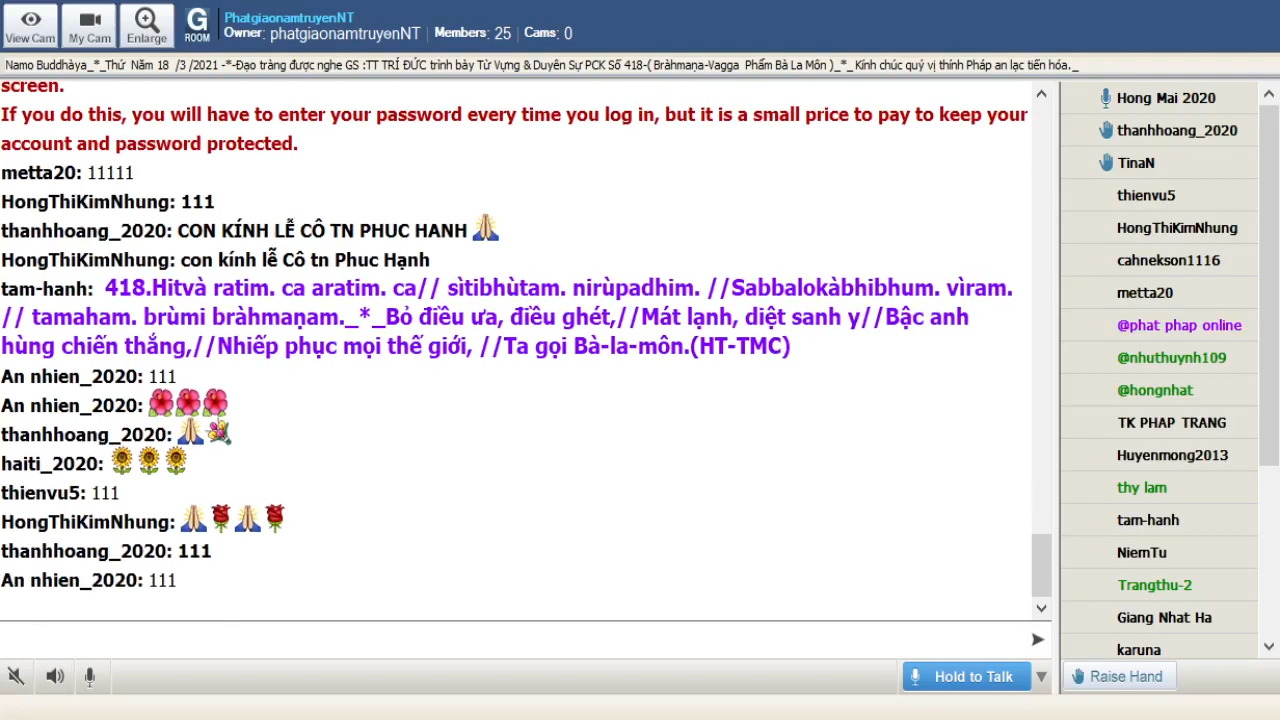 View Cam
My Cam
Enlarge
G
ROOM
PhatgiaonamtruyenNT
Owner: phatgiaonamtruyenNT | Members: 25 | Cams: 0
Namo Buddhàya_*_Thứ Năm 18 /3 /2021 -*-Đạo tràng được nghe GS :TT TRÍ ĐỨC trình bày Từ Vựng & Duyên Sự PCK Số 418-( Bràhmaṇa-Vagga Phẩm Bà La Môn )_*_ Kính chúc quý vị thính Pháp an lạc tiến hóa._
screen.
If you do this, you will have to enter your password every time you log in, but it is a small price to pay to keep your
account and password protected.
metta20: 11111
HongThiKimNhung: 111
thanhhoang_2020: CON KÍNH LỄ CÔ TN PHUC HANH
HongThiKimNhung: con kính lễ Cô tn Phuc Hạnh
tam-hanh: 418.Hitvà ratim. ca aratim. ca// sìtibhùtam. nirùpadhim. //Sabbalokàbhibhum. vìram.
// tamaham. brùmi bràhmaṇam._*_Bỏ điều ưa, điều ghét,//Mát lạnh, diệt sanh y//Bậc anh
hùng chiến thắng,//Nhiếp phục mọi thế giới, //Ta gọi Bà-la-môn.(HT-TMC)
An nhien_2020: 111
An nhien_2020:
thanhhoang_2020:
haiti_2020:
thienvu5: 111
HongThiKimNhung:
thanhhoang_2020: 111
An nhien_2020: 111
Hold to Talk
Hong Mai 2020
thanhhoang_2020
TinaN
thienvu5
HongThiKimNhung
cahnekson1116
metta20
@phat phap online
@nhuthuynh109
@hongnhat
TK PHAP TRANG
Huyenmong2013
thy lam
tam-hanh
NiemTu
Trangthu-2
Giang Nhat Ha
karuna
Raise Hand